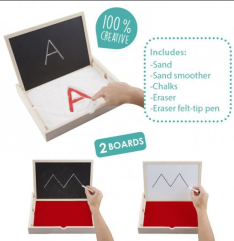 100 %
CREATIVE
Includes:
-Sand
-Sand smoother
-Chalks
-Eraser
-Eraser felt-tip pen
A
A
2 BOARDS